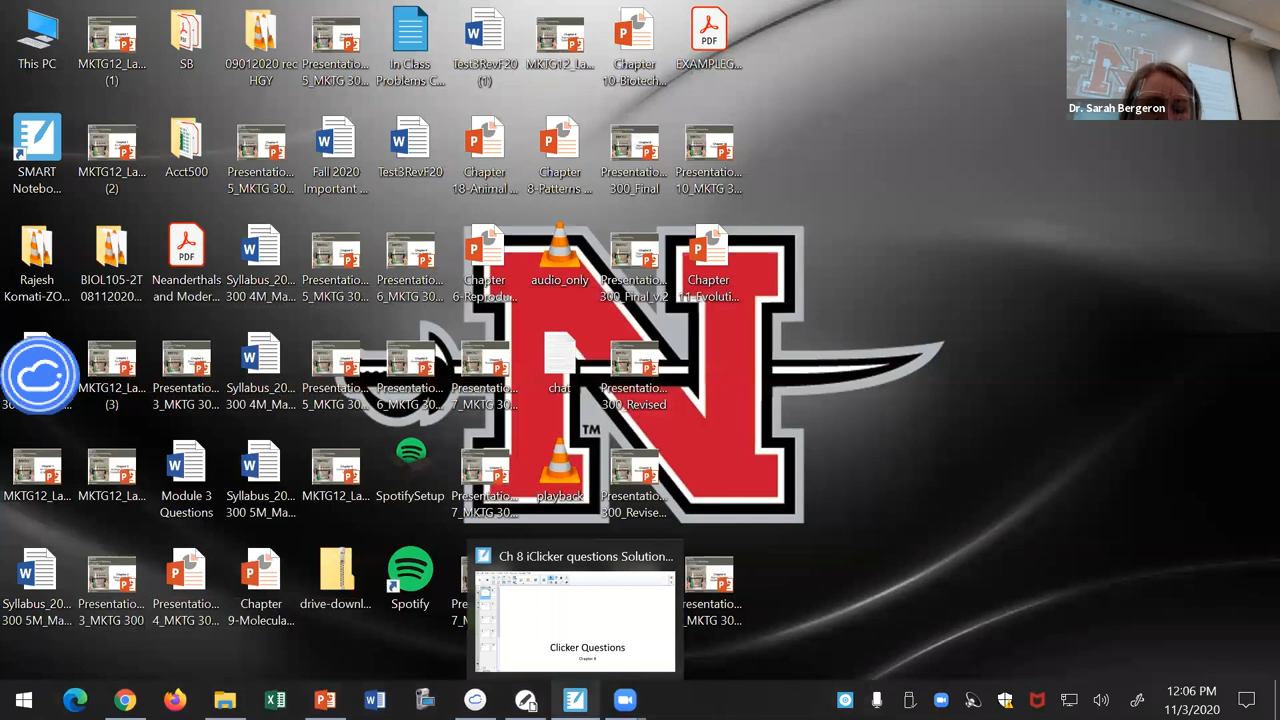 This PC
MKTG12_La...
(1)
SB
09012020 rec
HGY
Presentatio...
5_MKTG 30...
In Class
Problems C...
Test3RevF20
(1)
MKTG12_La...
Chapter
10-Biotech...
EXAMPLEG...
Dr. Sarah Bergeron
SMART
Notebo...
MKTG12_La...
(2)
Acct500
Presentatio...
5_MKTG 30...
Fall 2020
Important ...
Test3RevF20
Chapter
18-Animal ...
Chapter
8-Patterns ...
Presentatio...
300_Final
Presentatio...
10_MKTG 3...
Rajesh
Komati-ZO...
BIOL105-2T
08112020...
Neanderthals
and Moder...
Syllabus_20...
300 4M_Ma...
Presentatio...
5_MKTG 30...
Presentatio...
6_MKTG 30...
Chapter
6-Reprodu...
audio_only
Presentatio...
300_Final_v.2
Chapter
11-Evoluti...
MKTG12_La...
(3)
Presentatio...
3_MKTG 30...
Syllabus_20...
300 4M_Ma...
Presentatio...
5_MKTG 30...
Presentatio...
6_MKTG 30...
Presentatio...
7_MKTG 30...
chat
Presentatio...
300_Revised
TM
MKTG12_La...
MKTG12_La...
Module 3
Questions
Syllabus_20...
300 5M_Ma...
MKTG12_La...
SpotifySetup
Presentatio...
7_MKTG 30...
playback
Presentatio...
300_Revise...
Syllabus_20...
300 5M_Ma...
Presentatio...
3_MKTG 300
Presentatio...
4_MKTG 30...
Chapter
9-Molecula...
drive-downl...
Spotify
Ch 8 iClicker questions Solution...
Clicker Questions
Chapter 8
12:06 PM
11/3/2020